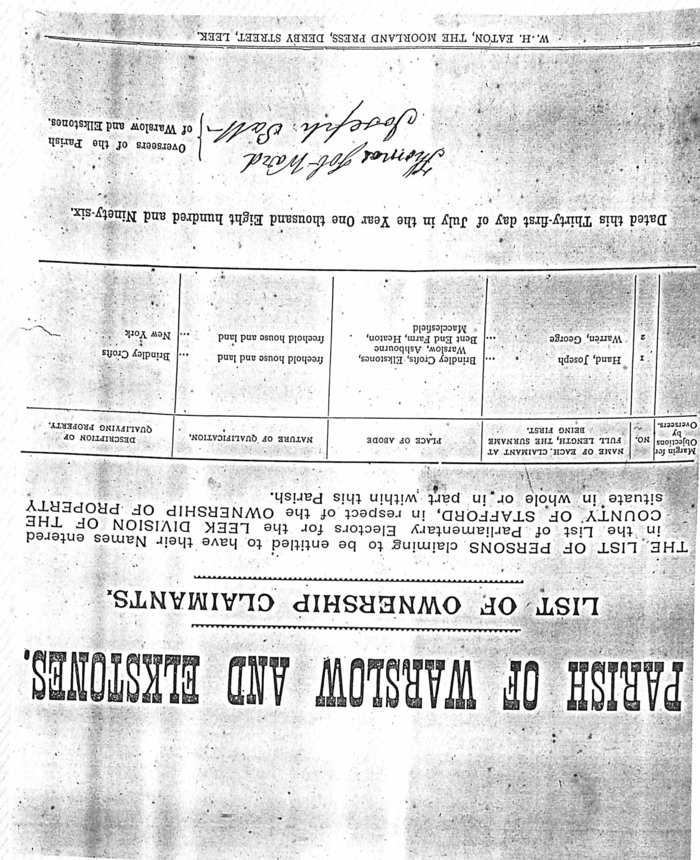 PARISH OF WARSLOW AND ELKSTONES.
LIST OF OWNERSHIP CLAIMANTS.
THE LIST OF PERSONS claiming to be entitled to have their Names entered
in the List of Parliamentary Electors for the LEEK DIVISION OF THE
COUNTY OF STAFFORD, in respect of the OWNERSHIP OF PROPERTY
situate in whole or in part within this Parish.
Margin for
Objections
by
Overseers.
NO.
NAME OF EACH CLAIMANT AT
FULL LENGTH, THE SURNAME
BEING FIRST.
PLACE OF ABODE
NATURE OF QUALIFICATION.
DESCRIPTION OF
QUALIFYING PROPERTY.
1 Hand, Joseph ... Brindley Crofts, Elkstones, freehold house and land ... Brindley Crofts
Warslow, Ashbourne
2 Warren, George ... Bent End Farm, Heaton, freehold house and land ... New York
Macclesfield
Dated this Thirty-first day of July in the Year One thousand Eight hundred and Ninety-six.
Thomas Job Ward
Joseph Salt
Overseers of the Parish
of Warslow and Elkstones.
W. H. EATON, THE MOORLAND PRESS, DERBY STREET, LEEK.